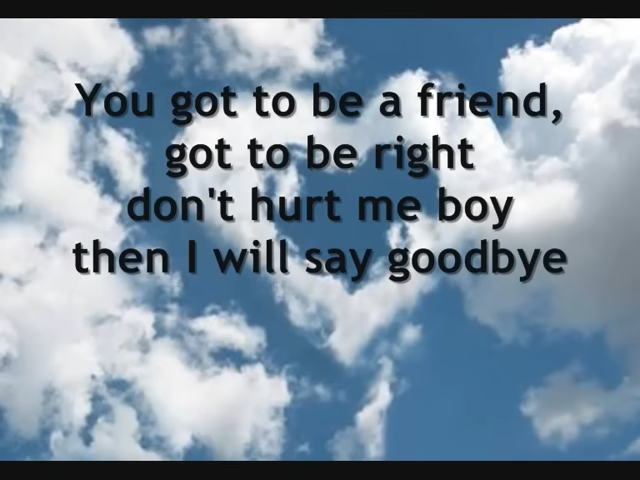 You got to be a friend,
got to be right
don't hurt me boy
then I will say goodbye